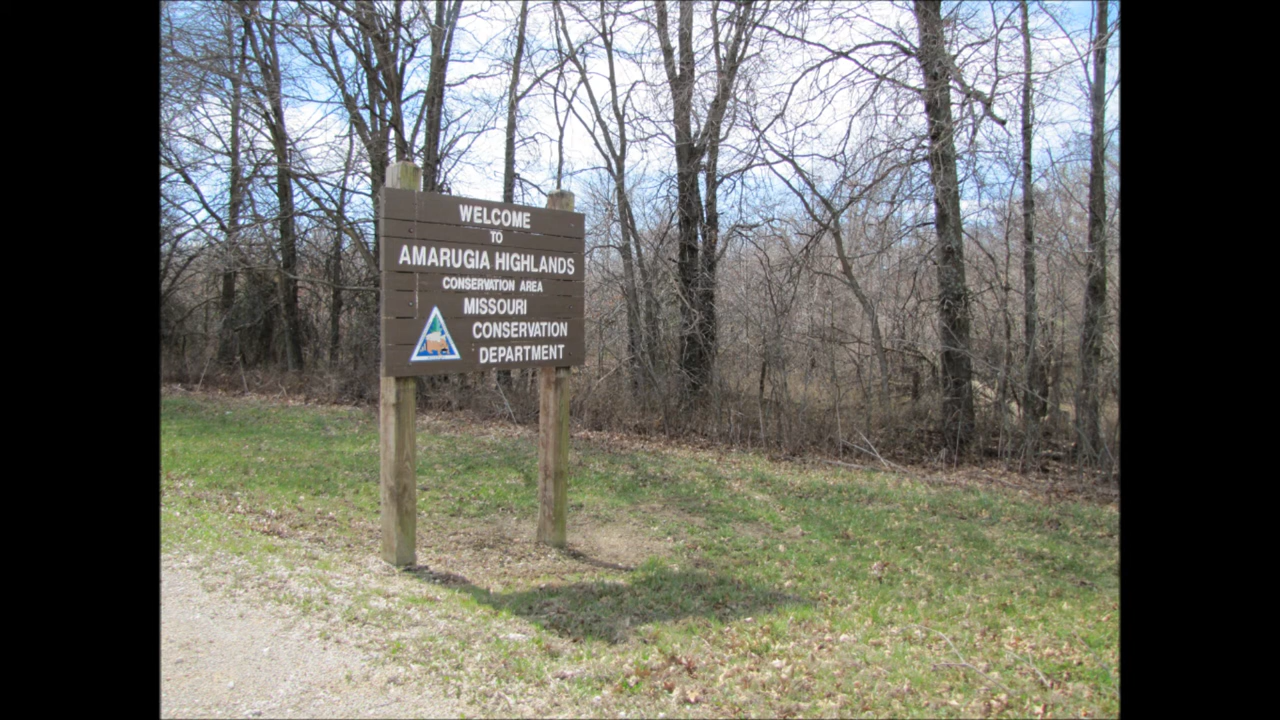 WELCOME
TO
AMARUGIA HIGHLANDS
CONSERVATION AREA
MISSOURI
CONSERVATION
DEPARTMENT